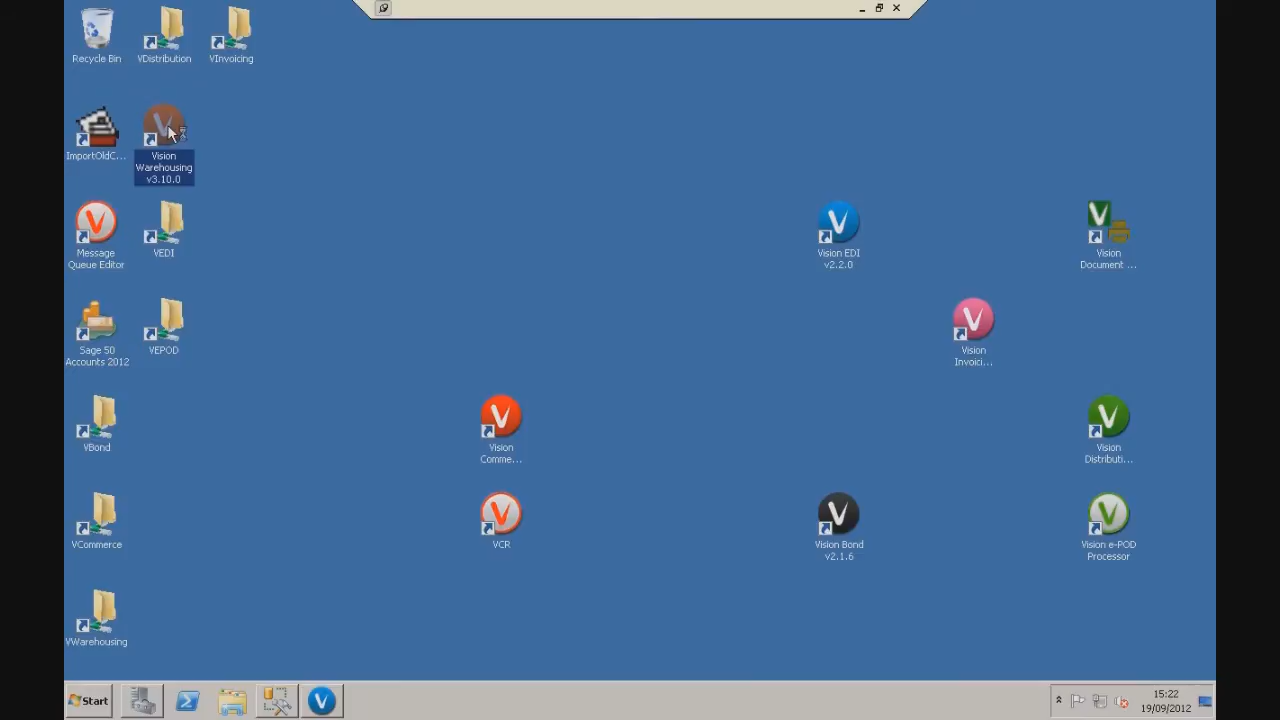 Recycle Bin
VDistribution
VInvoicing
ImportOldC...
Vision
Warehousing
v3.10.0
Message
Queue Editor
VEDI
Vision EDI
v2.2.0
Vision
Document ...
Sage 50
Accounts 2012
VEPOD
Vision
Invoici...
VBond
Vision
Comme...
Vision
Distributi...
VCommerce
VCR
Vision Bond
v2.1.6
Vision e-POD
Processor
VWarehousing
Start
15:22
19/09/2012